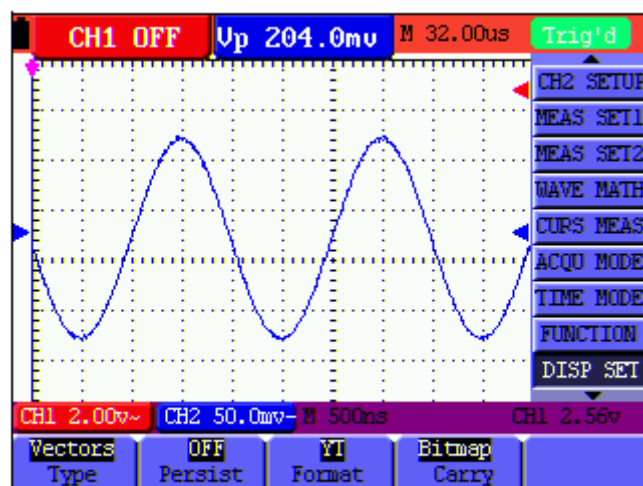 CH1 OFF
Vp 204.0mv
M 32.00us
Trig'd
CH2 SETUP
MEAS SET1
MEAS SET2
WAVE MATH
CURS MEAS
ACQU MODE
TIME MODE
FUNCTION
DISP SET
CH1 2.00v~
CH2 50.0mv-
M 500ns
CH1 2.56v
Vectors
Type
OFF
Persist
YT
Format
Bitmap
Carry